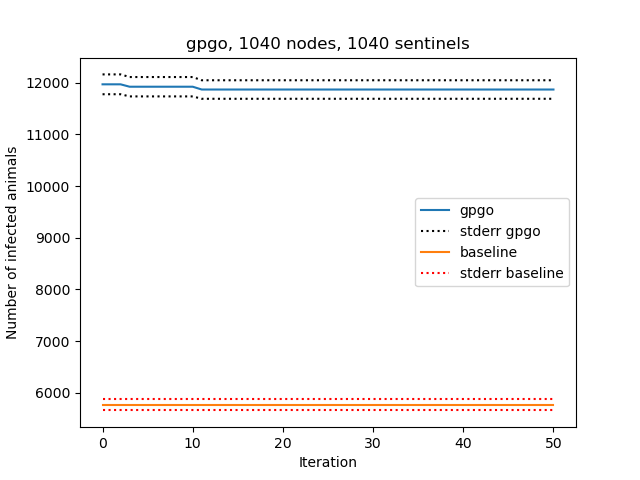 gpgo, 1040 nodes, 1040 sentinels
Number of infected animals
12000
11000
10000
9000
8000
7000
6000
gpgo
stderr gpgo
baseline
stderr baseline
0 10 20 30 40 50
Iteration